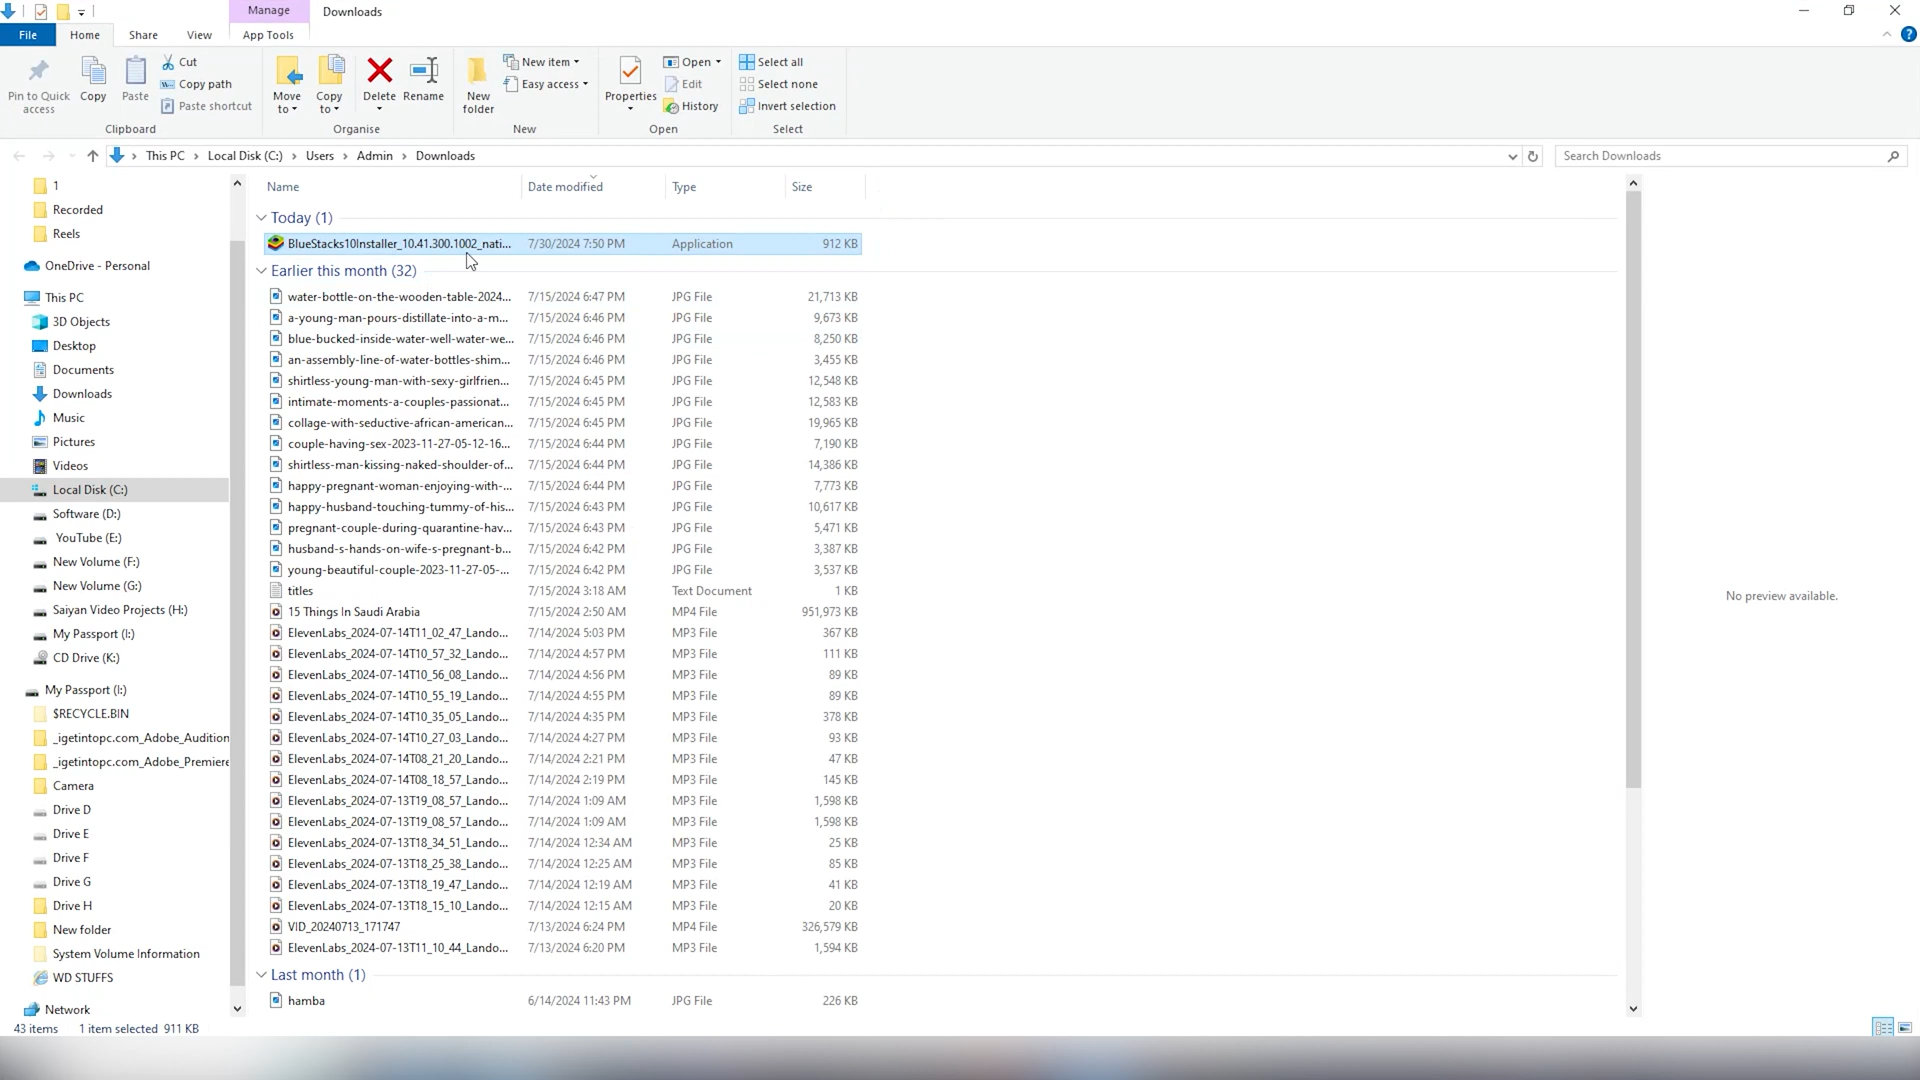 Manage Downloads
File Home Share View App Tools
Pin to Quick access
Copy
Paste
Cut
Copy path
Paste shortcut
Clipboard
Move to
Copy to
Delete
Rename
Organise
New folder
New item
Easy access
New
Properties
Open
Edit
History
Open
Select all
Select none
Invert selection
Select
This PC Local Disk (C:) Users Admin Downloads
Search Downloads
1
Recorded
Reels
OneDrive - Personal
This PC
3D Objects
Desktop
Documents
Downloads
Music
Pictures
Videos
Local Disk (C:)
Software (D:)
YouTube (E:)
New Volume (F:)
New Volume (G:)
Saiyan Video Projects (H:)
My Passport (I:)
CD Drive (K:)
My Passport (I:)
$RECYCLE.BIN
_igetintopc.com_Adobe_Audition
_igetintopc.com_Adobe_Premiere
Camera
Drive D
Drive E
Drive F
Drive G
Drive H
New folder
System Volume Information
WD STUFFS
Network
Name Date modified Type Size
Today (1)
BlueStacks10Installer_10.41.300.1002_nati... 7/30/2024 7:50 PM Application 912 KB
Earlier this month (32)
water-bottle-on-the-wooden-table-2024... 7/15/2024 6:47 PM JPG File 21,713 KB
a-young-man-pours-distillate-into-a-m... 7/15/2024 6:46 PM JPG File 9,673 KB
blue-bucked-inside-water-well-water-we... 7/15/2024 6:46 PM JPG File 8,250 KB
an-assembly-line-of-water-bottles-shim... 7/15/2024 6:46 PM JPG File 3,455 KB
shirtless-young-man-with-sexy-girlfrien... 7/15/2024 6:45 PM JPG File 12,548 KB
intimate-moments-a-couples-passionat... 7/15/2024 6:45 PM JPG File 12,583 KB
collage-with-seductive-african-american... 7/15/2024 6:45 PM JPG File 19,965 KB
couple-having-sex-2023-11-27-05-12-16... 7/15/2024 6:44 PM JPG File 7,190 KB
shirtless-man-kissing-naked-shoulder-of... 7/15/2024 6:44 PM JPG File 14,386 KB
happy-pregnant-woman-enjoying-with-... 7/15/2024 6:44 PM JPG File 7,773 KB
happy-husband-touching-tummy-of-his... 7/15/2024 6:43 PM JPG File 10,617 KB
pregnant-couple-during-quarantine-hav... 7/15/2024 6:43 PM JPG File 5,471 KB
husband-s-hands-on-wife-s-pregnant-b... 7/15/2024 6:42 PM JPG File 3,387 KB
young-beautiful-couple-2023-11-27-05-... 7/15/2024 6:42 PM JPG File 3,537 KB
titles 7/15/2024 3:18 AM Text Document 1 KB
15 Things In Saudi Arabia 7/15/2024 2:50 AM MP4 File 951,973 KB
ElevenLabs_2024-07-14T11_02_47_Lando... 7/14/2024 5:03 PM MP3 File 367 KB
ElevenLabs_2024-07-14T10_57_32_Lando... 7/14/2024 4:57 PM MP3 File 111 KB
ElevenLabs_2024-07-14T10_56_08_Lando... 7/14/2024 4:56 PM MP3 File 89 KB
ElevenLabs_2024-07-14T10_55_19_Lando... 7/14/2024 4:55 PM MP3 File 89 KB
ElevenLabs_2024-07-14T10_35_05_Lando... 7/14/2024 4:35 PM MP3 File 378 KB
ElevenLabs_2024-07-14T10_27_03_Lando... 7/14/2024 4:27 PM MP3 File 93 KB
ElevenLabs_2024-07-14T08_21_20_Lando... 7/14/2024 2:21 PM MP3 File 47 KB
ElevenLabs_2024-07-14T08_18_57_Lando... 7/14/2024 2:19 PM MP3 File 145 KB
ElevenLabs_2024-07-13T19_08_57_Lando... 7/14/2024 1:09 AM MP3 File 1,598 KB
ElevenLabs_2024-07-13T19_08_57_Lando... 7/14/2024 1:09 AM MP3 File 1,598 KB
ElevenLabs_2024-07-13T18_34_51_Lando... 7/14/2024 12:34 AM MP3 File 25 KB
ElevenLabs_2024-07-13T18_25_38_Lando... 7/14/2024 12:25 AM MP3 File 85 KB
ElevenLabs_2024-07-13T18_19_47_Lando... 7/14/2024 12:19 AM MP3 File 41 KB
ElevenLabs_2024-07-13T18_15_10_Lando... 7/14/2024 12:15 AM MP3 File 20 KB
VID_20240713_171747 7/13/2024 6:24 PM MP4 File 326,579 KB
ElevenLabs_2024-07-13T11_10_44_Lando... 7/13/2024 6:20 PM MP3 File 1,594 KB
Last month (1)
hamba 6/14/2024 11:43 PM JPG File 226 KB
No preview available.
43 items 1 item selected 911 KB